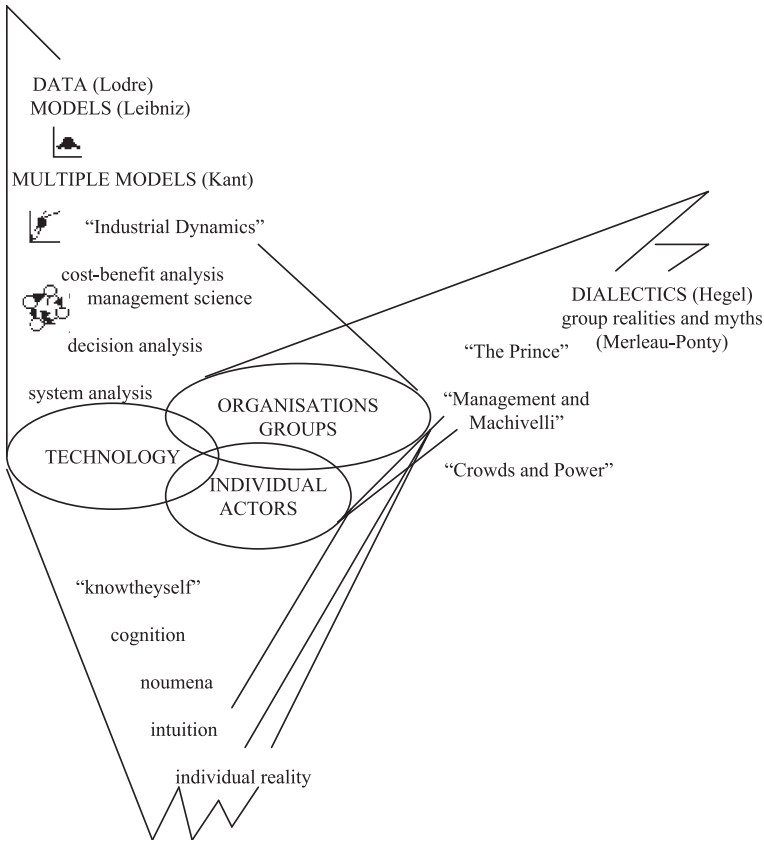 DATA (Lodre)
MODELS (Leibniz)
MULTIPLE MODELS (Kant)
“Industrial Dynamics”
cost-benefit analysis
management science
decision analysis
system analysis
DIALECTICS (Hegel)
group realities and myths
(Merleau-Ponty)
“The Prince”
“Management and
Machivelli”
“Crowds and Power”
ORGANISATIONS
GROUPS
TECHNOLOGY
INDIVIDUAL
ACTORS
“knowtheyself”
cognition
noumena
intuition
individual reality